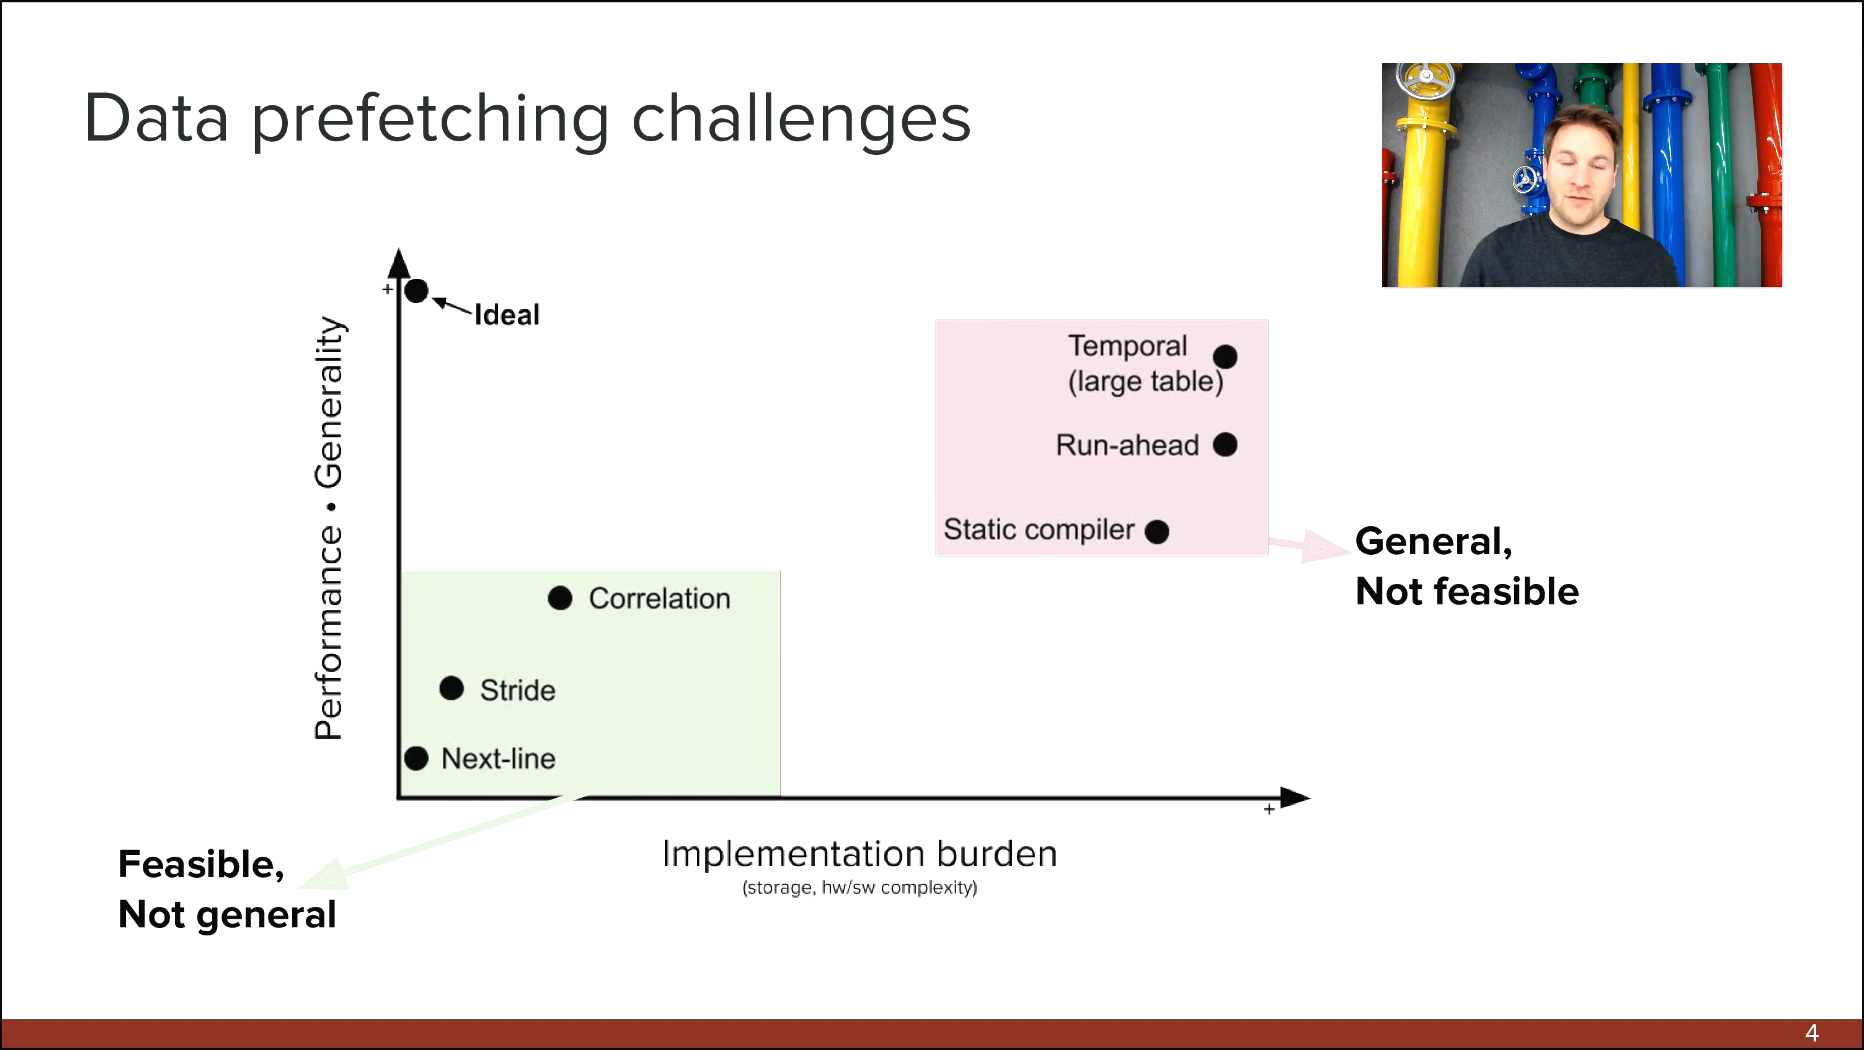 Data prefetching challenges
+
Ideal
Performance • Generality
Temporal
(large table)
Run-ahead
Static compiler
General,
Not feasible
Correlation
Stride
Next-line
+
Feasible,
Not general
Implementation burden
(storage, hw/sw complexity)
4